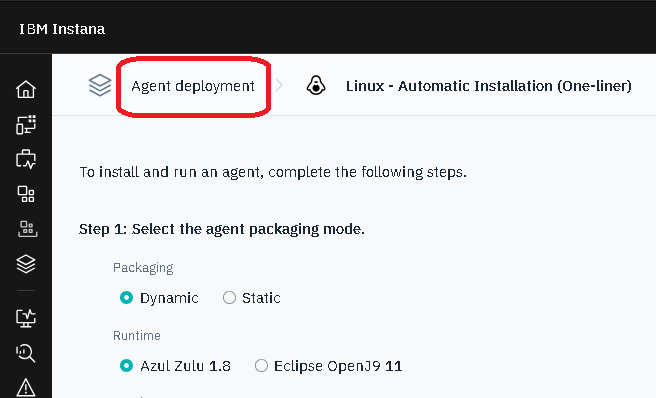 IBM Instana
Agent deployment
Linux - Automatic Installation (One-liner)
To install and run an agent, complete the following steps.
Step 1: Select the agent packaging mode.
Packaging
Dynamic Static
Runtime
Azul Zulu 1.8 Eclipse OpenJ9 11